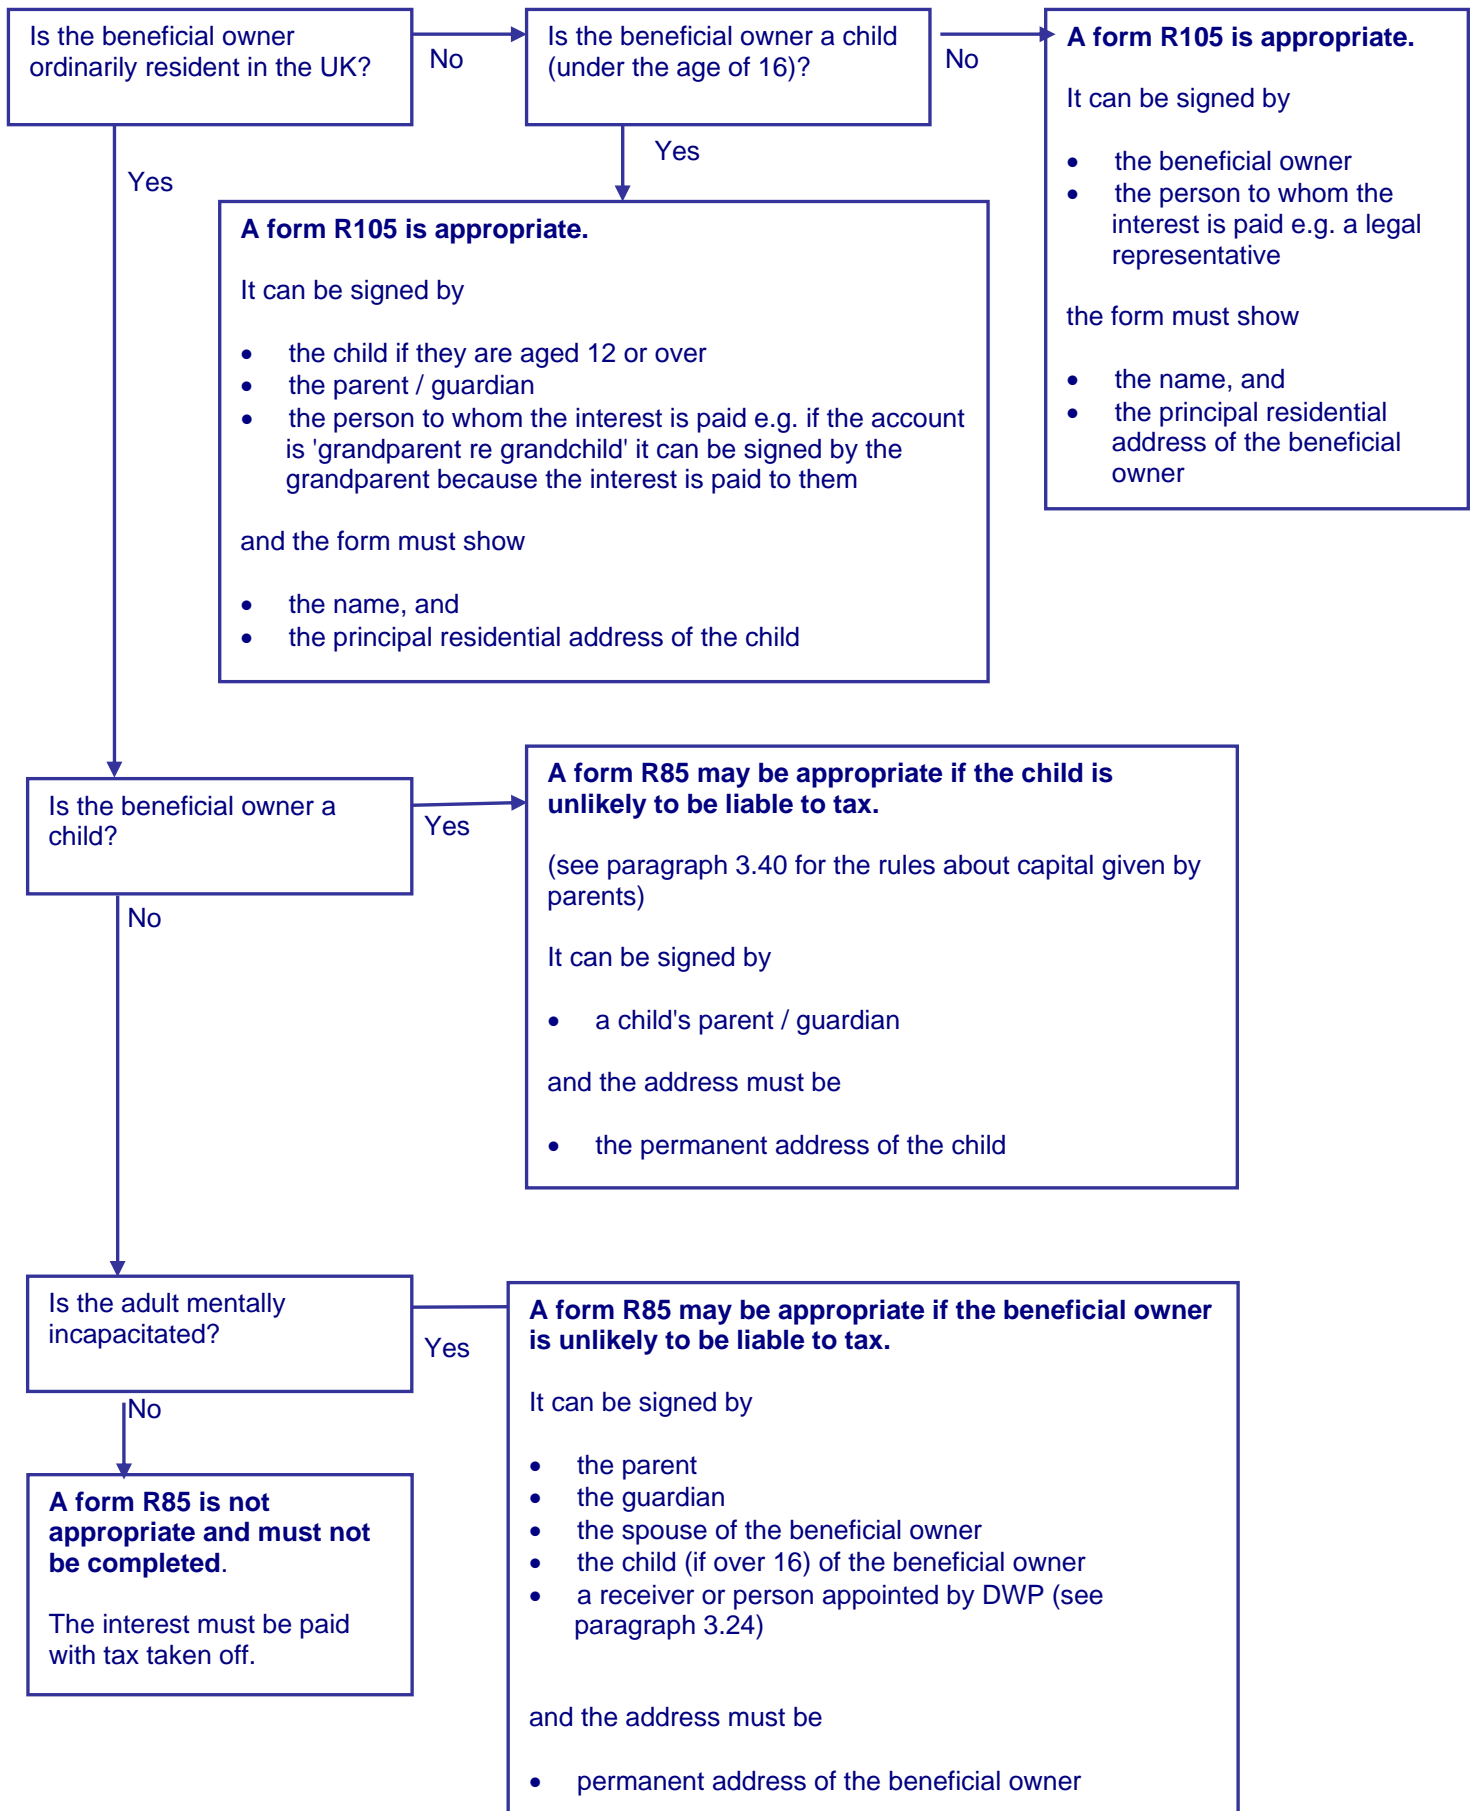 Is the beneficial owner
ordinarily resident in the UK?
No
Is the beneficial owner a child
(under the age of 16)?
No
A form R105 is appropriate.
It can be signed by
• the beneficial owner
• the person to whom the
interest is paid e.g. a legal
representative
the form must show
• the name, and
• the principal residential
address of the beneficial
owner
Yes
Yes
A form R105 is appropriate.
It can be signed by
• the child if they are aged 12 or over
• the parent / guardian
• the person to whom the interest is paid e.g. if the account
is 'grandparent re grandchild' it can be signed by the
grandparent because the interest is paid to them
and the form must show
• the name, and
• the principal residential address of the child
Is the beneficial owner a
child?
Yes
A form R85 may be appropriate if the child is
unlikely to be liable to tax.
(see paragraph 3.40 for the rules about capital given by
parents)
It can be signed by
• a child's parent / guardian
and the address must be
• the permanent address of the child
No
Is the adult mentally
incapacitated?
Yes
A form R85 may be appropriate if the beneficial owner
is unlikely to be liable to tax.
It can be signed by
• the parent
• the guardian
• the spouse of the beneficial owner
• the child (if over 16) of the beneficial owner
• a receiver or person appointed by DWP (see
paragraph 3.24)
and the address must be
• permanent address of the beneficial owner
No
A form R85 is not
appropriate and must not
be completed.
The interest must be paid
with tax taken off.